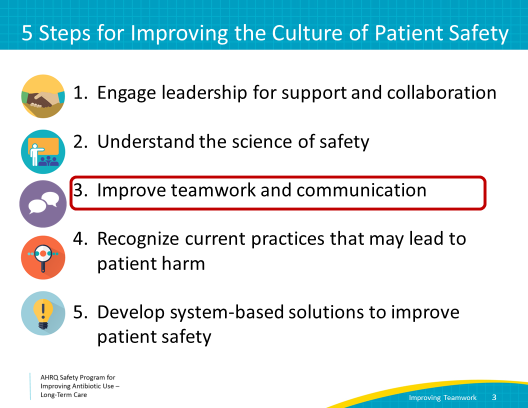 5 Steps for Improving the Culture of Patient Safety
1. Engage leadership for support and collaboration
2. Understand the science of safety
3. Improve teamwork and communication
4. Recognize current practices that may lead to
patient harm
5. Develop system-based solutions to improve
patient safety
AHRQ Safety Program for
Improving Antibiotic Use –
Long-Term Care
Improving Teamwork 3